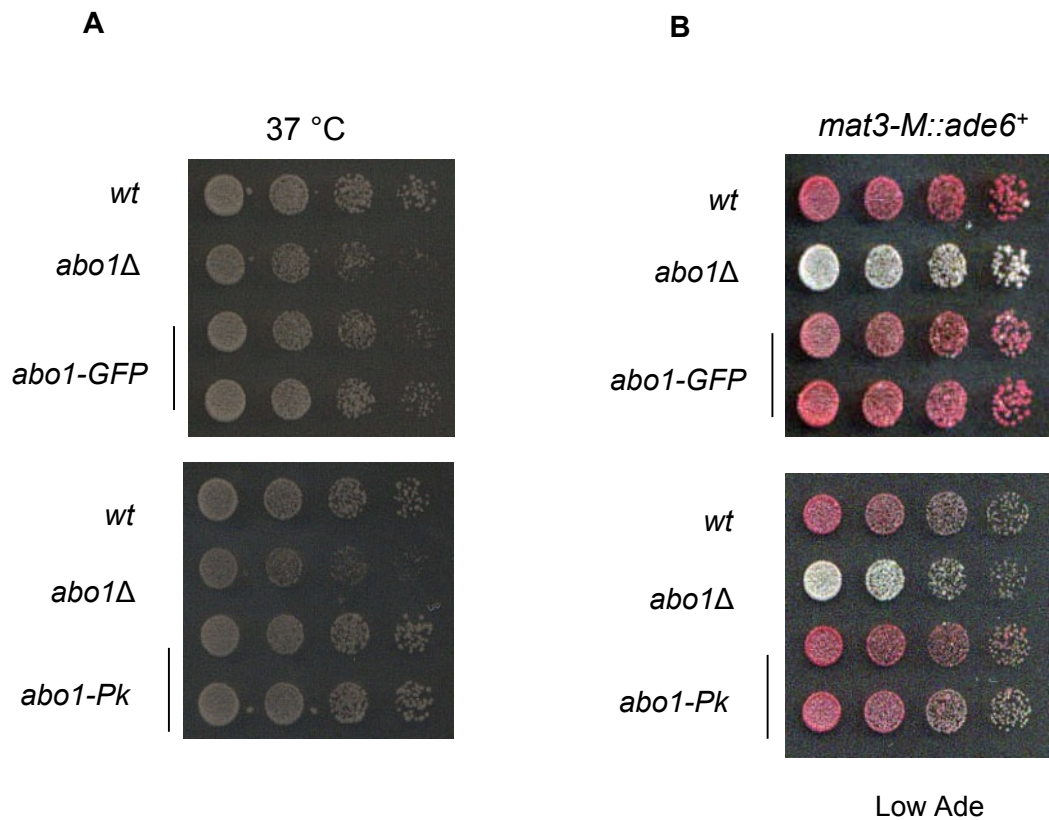 A
37 °C
wt
abo1Δ
abo1-GFP
wt
abo1Δ
abo1-Pk
B
mat3-M::ade6⁺
wt
abo1Δ
abo1-GFP
wt
abo1Δ
abo1-Pk
Low Ade